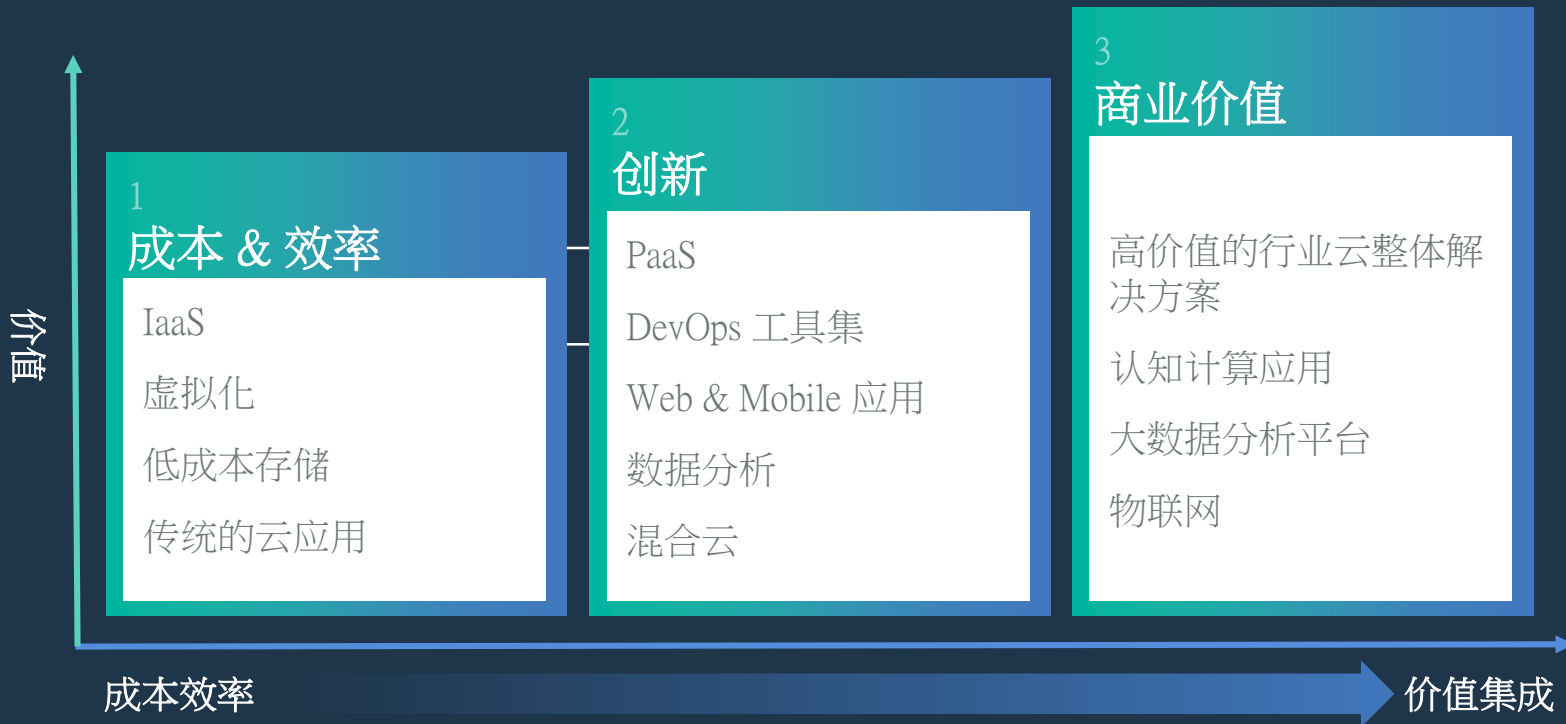 价值
1
成本 & 效率
IaaS
虚拟化
低成本存储
传统的云应用
2
创新
PaaS
DevOps 工具集
Web & Mobile 应用
数据分析
混合云
3
商业价值
高价值的行业云整体解
决方案
认知计算应用
大数据分析平台
物联网
成本效率
价值集成